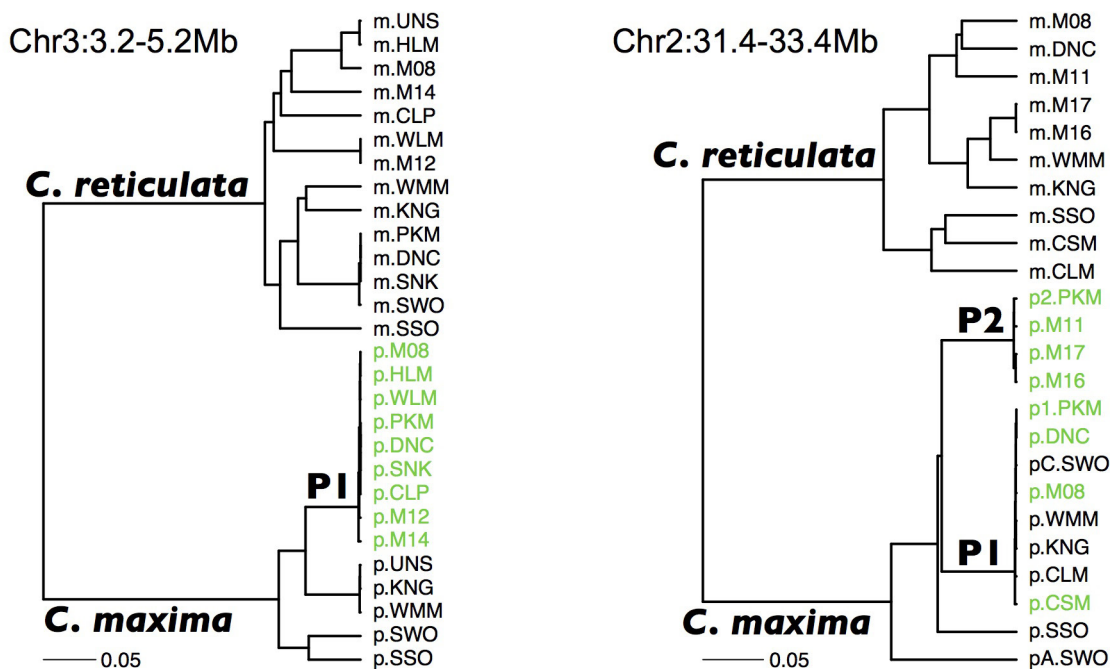 Chr3:3.2-5.2Mb
m.UNS
m.HLM
m.M08
m.M14
m.CLP
m.WLM
m.M12
m.WMM
m.KNG
m.PKM
m.DNC
m.SNK
m.SWO
m.SSO
p.M08
p.HLM
p.WLM
p.PKM
p.DNC
p.SNK
p.CLP
p.M12
p.M14
p.UNS
p.KNG
p.WMM
p.SWO
p.SSO
C. reticulata
P1
C. maxima
0.05
Chr2:31.4-33.4Mb
m.M08
m.DNC
m.M11
m.M17
m.M16
m.WMM
m.KNG
m.SSO
m.CSM
m.CLM
p2.PKM
p.M11
p.M17
p.M16
p1.PKM
p.DNC
pC.SWO
p.M08
p.WMM
p.KNG
p.CLM
p.CSM
p.SSO
pA.SWO
C. reticulata
P2
P1
C. maxima
0.05